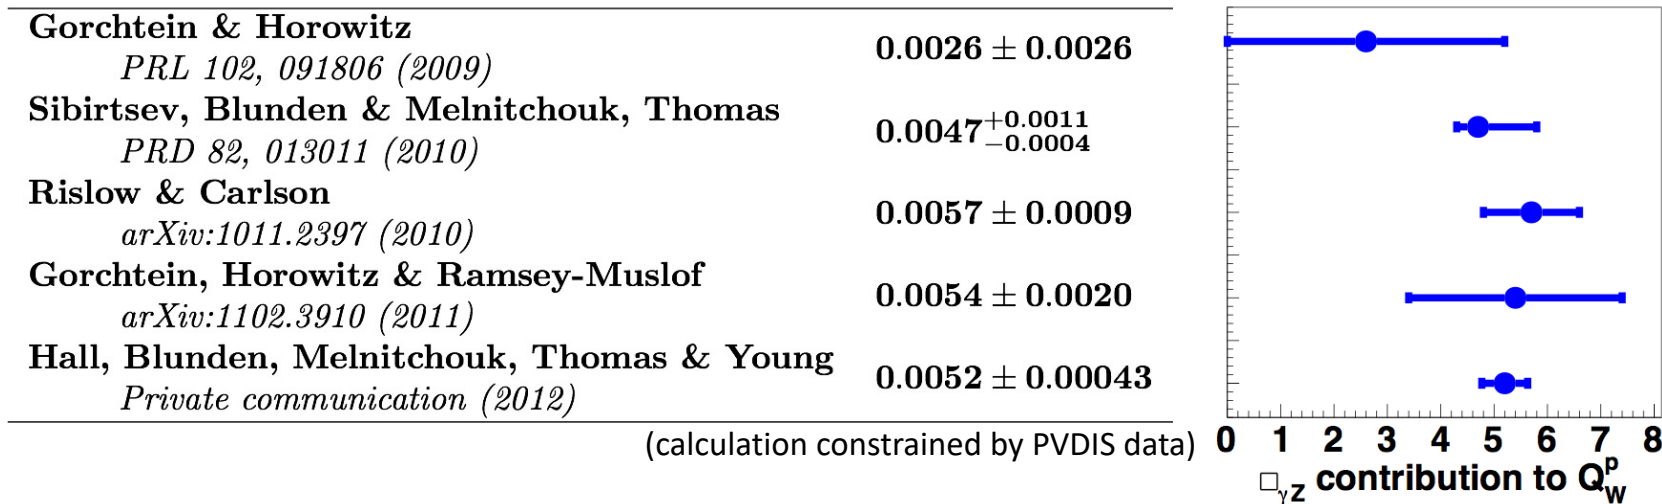 Gorchtein & Horowitz
PRL 102, 091806 (2009)
0.0026 ± 0.0026
Sibirtsev, Blunden & Melnitchouk, Thomas
PRD 82, 013011 (2010)
0.0047 +0.0011 −0.0004
Rislow & Carlson
arXiv:1011.2397 (2010)
0.0057 ± 0.0009
Gorchtein, Horowitz & Ramsey-Muslof
arXiv:1102.3910 (2011)
0.0054 ± 0.0020
Hall, Blunden, Melnitchouk, Thomas & Young
Private communication (2012)
0.0052 ± 0.00043
(calculation constrained by PVDIS data)
0 1 2 3 4 5 6 7 8
□γZ contribution to Q^p_W